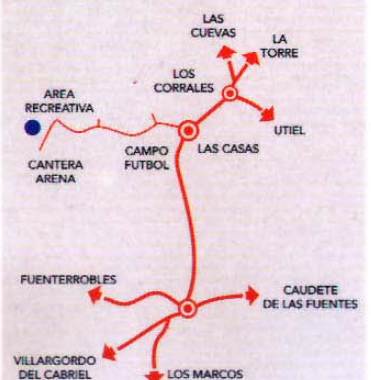 LAS
CUEVAS
LA
TORRE
LOS
CORRALES
AREA
RECREATIVA
UTIEL
CAMPO
FUTBOL
LAS CASAS
CANTERA
ARENA
FUENTERROBLES
CAUDETE
DE LAS FUENTES
VILLARGORDO
DEL CABRIEL
LOS MARCOS